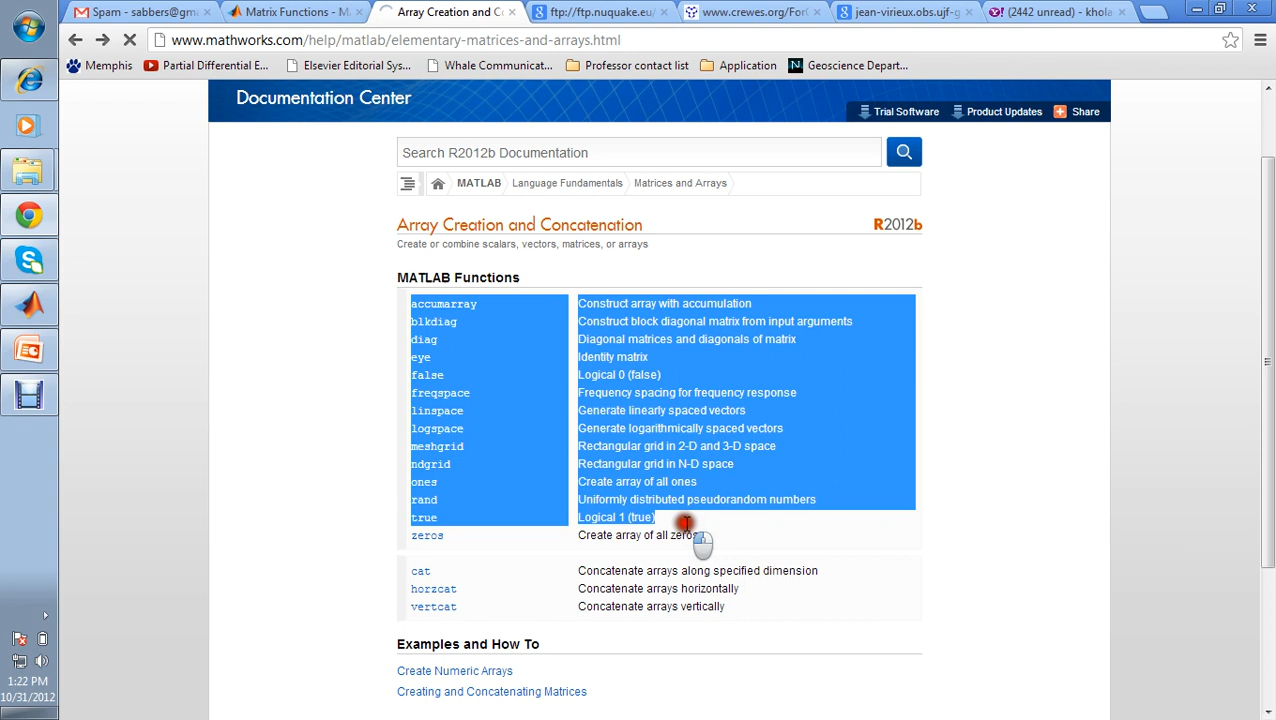 Spam - sabbers@gm
Matrix Functions - M
Array Creation and Co
ftp://ftp.nuquake.eu/
www.crewes.org/For
jean-virieux.obs.ujf-g
(2442 unread) - khola
www.mathworks.com/help/matlab/elementary-matrices-and-arrays.html
Memphis
Partial Differential E...
Elsevier Editorial Sys...
Whale Communicat...
Professor contact list
Application
Geoscience Depart...
Documentation Center
Trial Software
Product Updates
Share
Search R2012b Documentation
MATLAB
Language Fundamentals
Matrices and Arrays
Array Creation and Concatenation
R2012b
Create or combine scalars, vectors, matrices, or arrays
MATLAB Functions
accumarray Construct array with accumulation
blkdiag Construct block diagonal matrix from input arguments
diag Diagonal matrices and diagonals of matrix
eye Identity matrix
false Logical 0 (false)
freqspace Frequency spacing for frequency response
linspace Generate linearly spaced vectors
logspace Generate logarithmically spaced vectors
meshgrid Rectangular grid in 2-D and 3-D space
ndgrid Rectangular grid in N-D space
ones Create array of all ones
rand Uniformly distributed pseudorandom numbers
true Logical 1 (true)
zeros Create array of all zeros
cat Concatenate arrays along specified dimension
horzcat Concatenate arrays horizontally
vertcat Concatenate arrays vertically
Examples and How To
Create Numeric Arrays
Creating and Concatenating Matrices
1:22 PM
10/31/2012